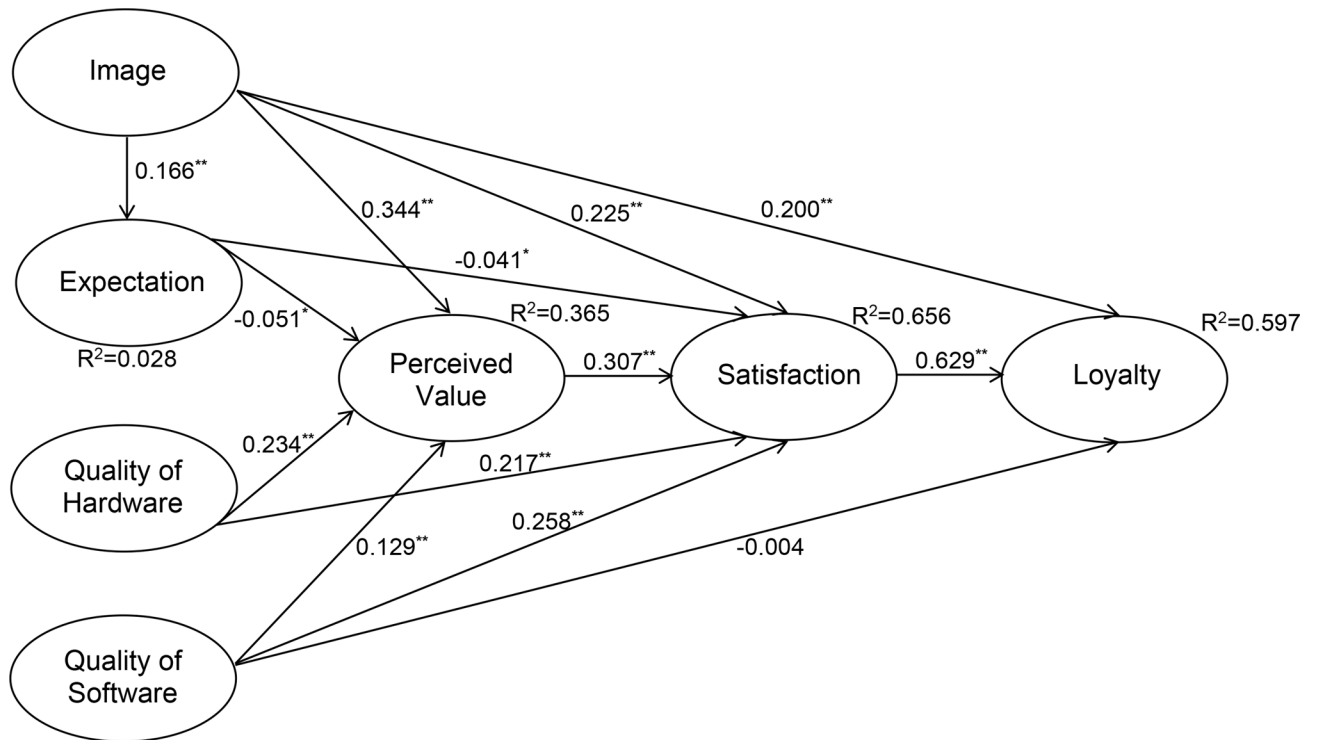 Image
0.166**
0.344**
0.225**
0.200**
Expectation
-0.041*
-0.051*
R²=0.028
R²=0.365
R²=0.656
R²=0.597
Perceived
Value
0.307**
Satisfaction
0.629**
Loyalty
Quality of
Hardware
0.234**
0.217**
0.258**
0.129**
-0.004
Quality of
Software